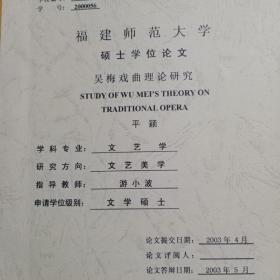 学 号: 2000056
福建师范大学
硕士学位论文
吴梅戏曲理论研究
STUDY OF WU MEI'S THEORY ON
TRADITIONAL OPERA
平颖
学科专业: 文艺学
研究方向: 文艺美学
指导教师: 游小波
申请学位级别: 文学硕士
论文提交日期: 2003年4月
论文评阅人:
论文答辩日期: 2003年5月